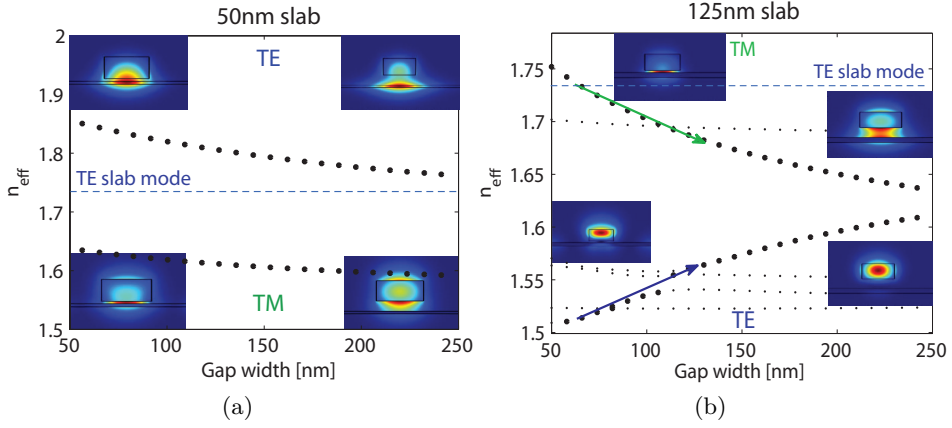 50nm slab
2
1.9
1.8
1.7
1.6
1.5
n_eff
TE
TE slab mode
TM
50 100 150 200 250
Gap width [nm]
(a)
125nm slab
1.75
1.7
1.65
1.6
1.55
1.5
n_eff
TM
TE slab mode
TE
50 100 150 200 250
Gap width [nm]
(b)